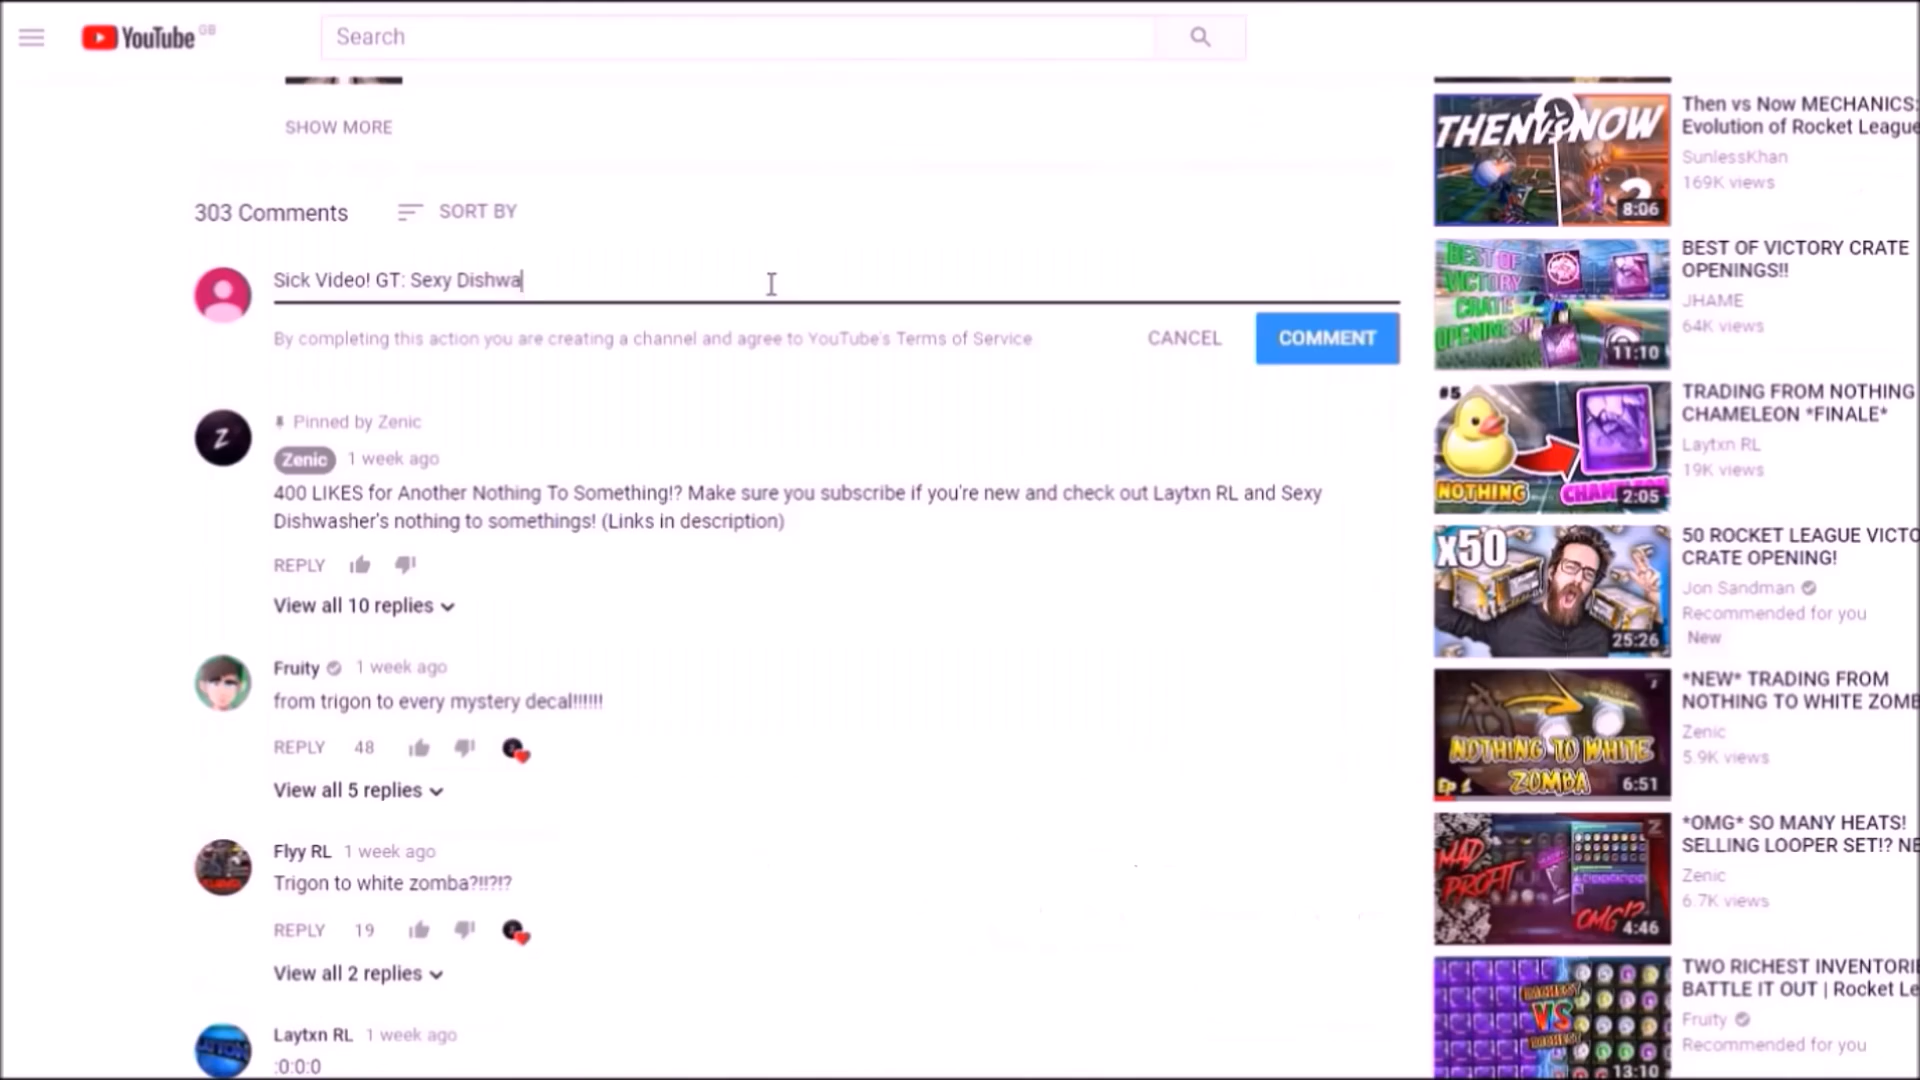 YouTube GB
Search
SHOW MORE
303 Comments
SORT BY
Sick Video! GT: Sexy Dishwa
By completing this action you are creating a channel and agree to YouTube's Terms of Service
CANCEL
COMMENT
Pinned by Zenic
Zenic 1 week ago
400 LIKES for Another Nothing To Something!? Make sure you subscribe if you're new and check out Laytxn RL and Sexy
Dishwasher's nothing to somethings! (Links in description)
REPLY
View all 10 replies
Fruity 1 week ago
from trigon to every mystery decal!!!!!!
REPLY 48
View all 5 replies
Flyy RL 1 week ago
Trigon to white zomba?!!?!?
REPLY 19
View all 2 replies
Laytxn RL 1 week ago
:0:0:0
THEN VS NOW
8:06
Then vs Now MECHANICS:
Evolution of Rocket League
SunlessKhan
169K views
BEST OF
VICTORY
CRATE
OPENINGS!!
11:10
BEST OF VICTORY CRATE
OPENINGS!!
JHAME
64K views
#5
NOTHING
2:05
TRADING FROM NOTHING
CHAMELEON *FINALE*
Laytxn RL
19K views
x50
25:26
50 ROCKET LEAGUE VICTO
CRATE OPENING!
Jon Sandman
Recommended for you
New
NOTHING TO WHITE
ZOMBA
Ep 1
6:51
*NEW* TRADING FROM
NOTHING TO WHITE ZOMB
Zenic
5.9K views
MAD
PROFIT
OMG!?
4:46
*OMG* SO MANY HEATS!
SELLING LOOPER SET!? NE
Zenic
6.7K views
RICHEST
VS
RICHEST
13:10
TWO RICHEST INVENTORI
BATTLE IT OUT | Rocket Le
Fruity
Recommended for you